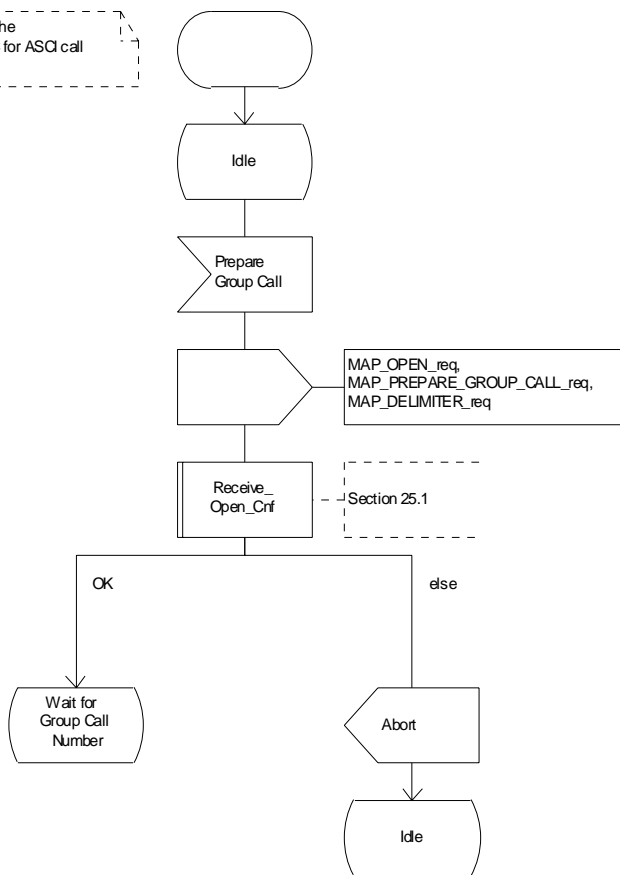 he
for ASCI call
Idle
Prepare
Group Call
MAP_OPEN_req,
MAP_PREPARE_GROUP_CALL_req,
MAP_DELIMITER_req
Receive_
Open_Cnf
Section 25.1
OK
else
Wait for
Group Call
Number
Abort
Idle